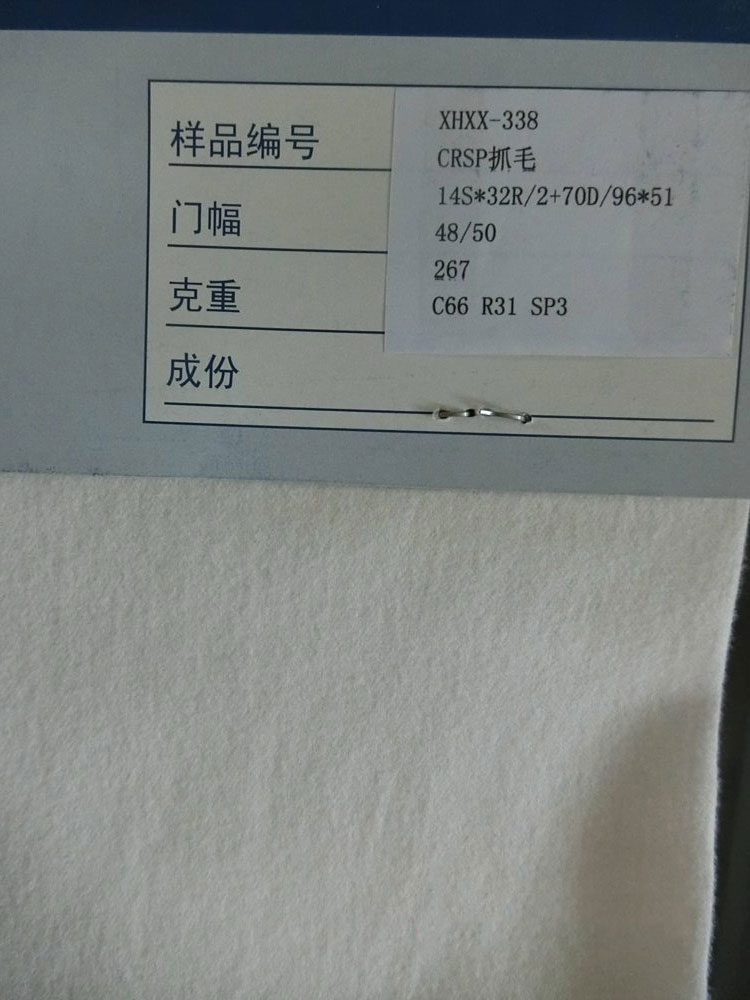 样品编号
门幅
克重
成份
XHXX-338
CRSP抓毛
14S*32R/2+70D/96*51
48/50
267
C66 R31 SP3